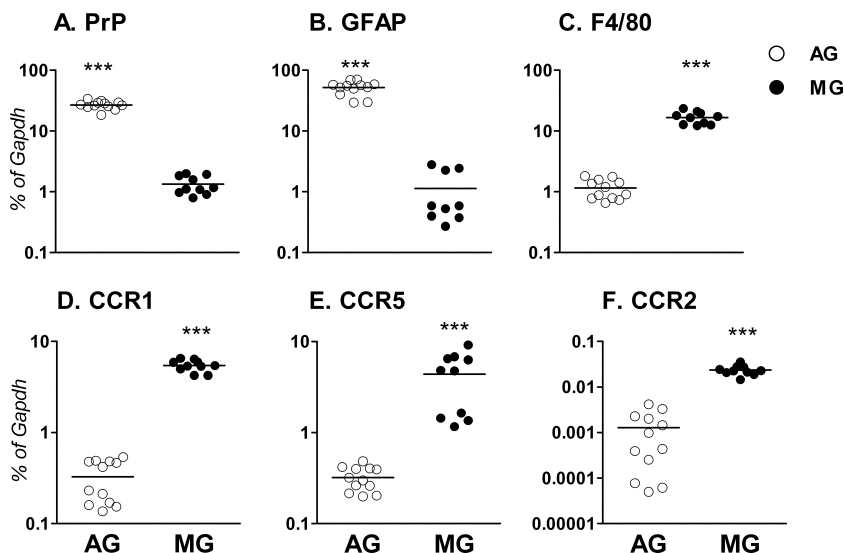 A. PrP
B. GFAP
C. F4/80
AG
MG
% of Gapdh
100
10
1
0.1
***
100
10
1
0.1
***
100
10
1
0.1
***
D. CCR1
E. CCR5
F. CCR2
% of Gapdh
10
1
0.1
***
AG MG
10
1
0.1
***
AG MG
0.1
0.01
0.001
0.0001
0.00001
***
AG MG